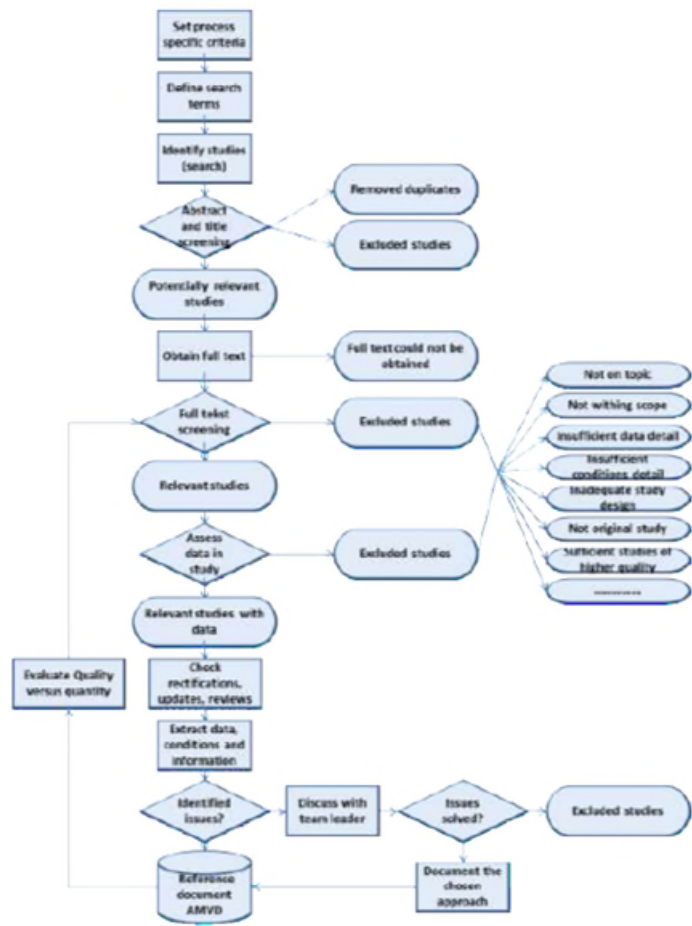 Set process
specific criteria
Define search
terms
Identify studies
(search)
Abstract
and title
screening
Removed duplicates
Excluded studies
Potentially relevant
studies
Obtain full text
Full text could not be
obtained
Full tekst
screening
Excluded studies
Not on topic
Not withing scope
Insufficient data detail
Insufficient
conditions detail
Inadequate study
design
Not original study
Sufficient studies of
higher quality
...........
Relevant studies
Assess
data in
study
Excluded studies
Relevant studies with
data
Evaluate Quality
versus quantity
Check
rectifications,
updates, reviews
Extract data,
conditions and
information
Identified
issues?
Discuss with
team leader
Issues
solved?
Excluded studies
Reference
document
AMVD
Document the
chosen
approach